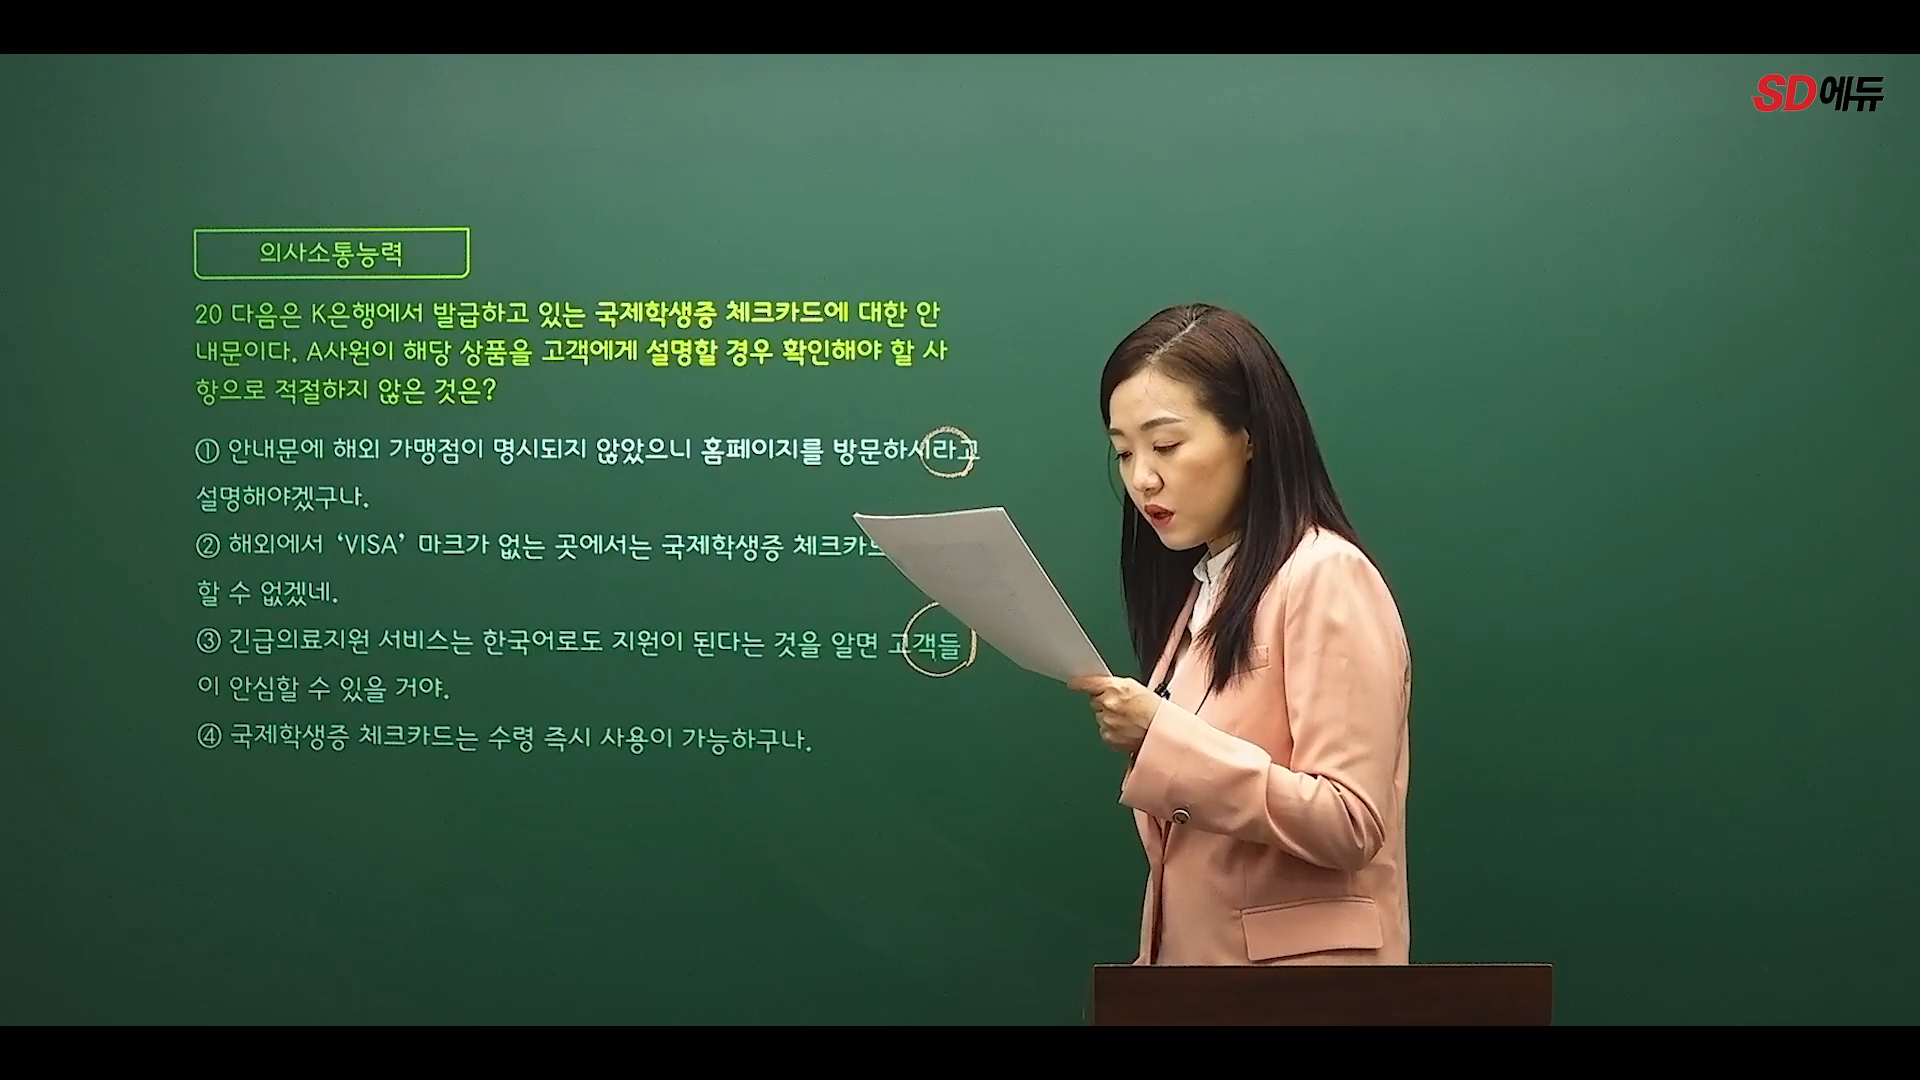 SD에듀
의사소통능력
20 다음은 K은행에서 발급하고 있는 국제학생증 체크카드에 대한 안
내문이다. A사원이 해당 상품을 고객에게 설명할 경우 확인해야 할 사
항으로 적절하지 않은 것은?
① 안내문에 해외 가맹점이 명시되지 않았으니 홈페이지를 방문하시라고
설명해야겠구나.
② 해외에서 ‘VISA’ 마크가 없는 곳에서는 국제학생증
할 수 없겠네.
③ 긴급의료지원 서비스는 한국어로도 지원이 된다는 것을 알면 고객들
이 안심할 수 있을 거야.
④ 국제학생증 체크카드는 수령 즉시 사용이 가능하구나.